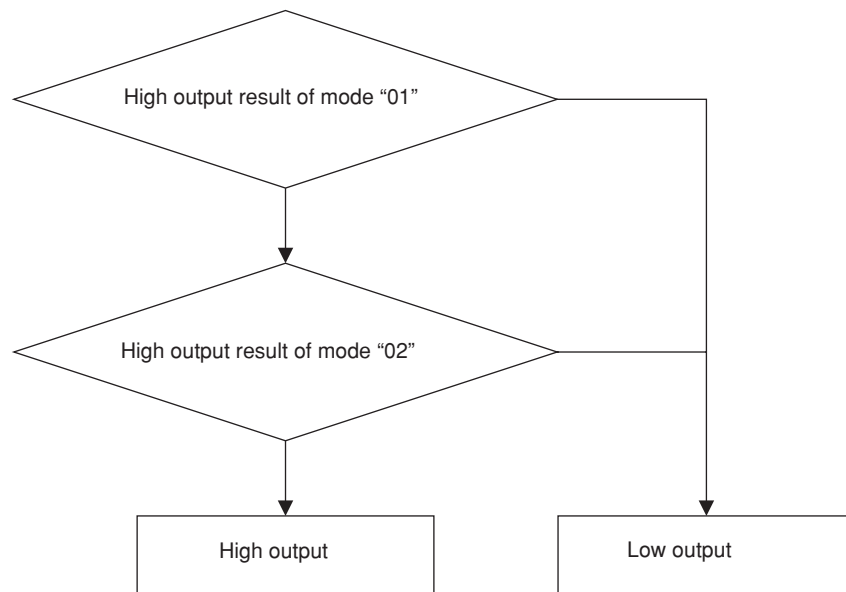 High output result of mode “01”
High output result of mode “02”
High output
Low output